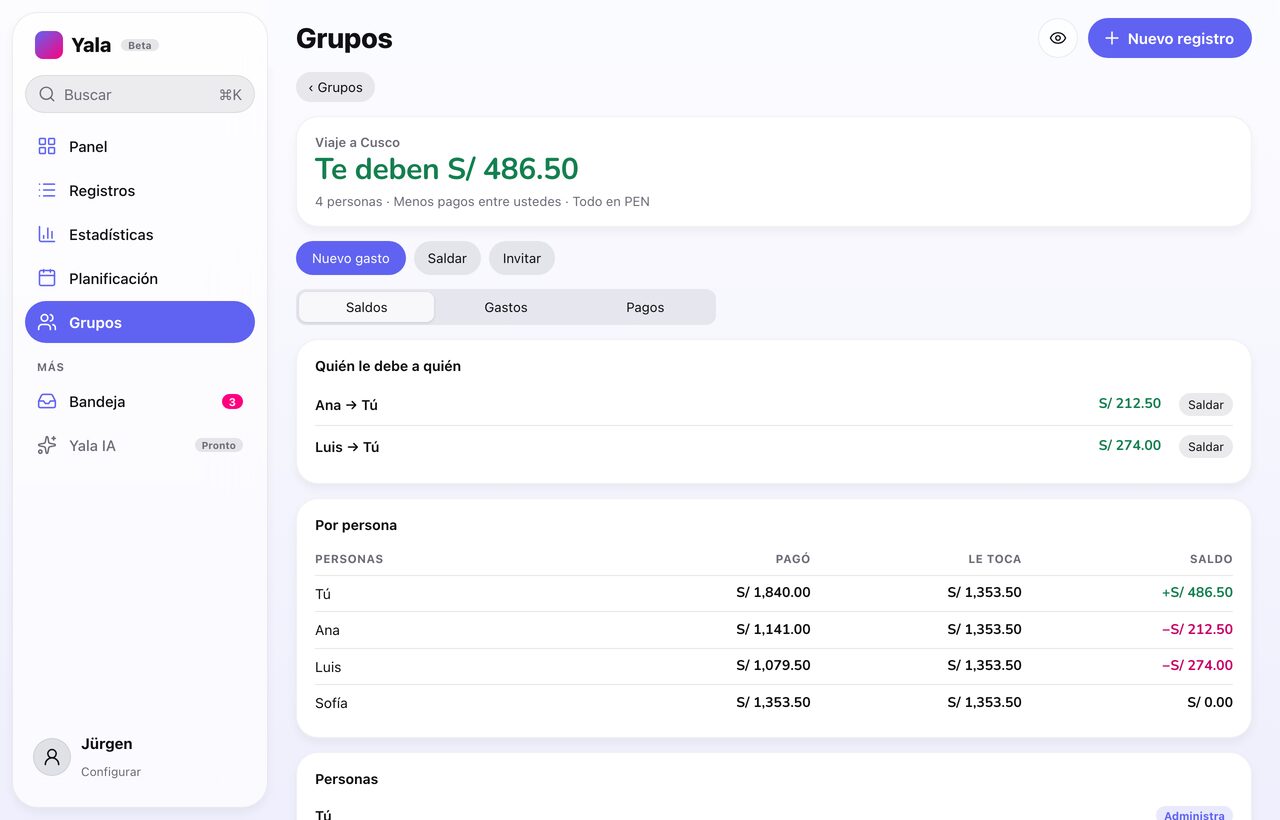 Yala Beta
Buscar ⌘K
Panel
Registros
Estadísticas
Planificación
Grupos
MÁS
Bandeja 3
Yala IA Pronto
Jürgen
Configurar
Grupos
Nuevo registro
‹ Grupos
Viaje a Cusco
Te deben S/ 486.50
4 personas · Menos pagos entre ustedes · Todo en PEN
Nuevo gasto Saldar Invitar
Saldos Gastos Pagos
Quién le debe a quién
Ana → Tú S/ 212.50 Saldar
Luis → Tú S/ 274.00 Saldar
Por persona
PERSONAS PAGÓ LE TOCA SALDO
Tú S/ 1,840.00 S/ 1,353.50 +S/ 486.50
Ana S/ 1,141.00 S/ 1,353.50 −S/ 212.50
Luis S/ 1,079.50 S/ 1,353.50 −S/ 274.00
Sofía S/ 1,353.50 S/ 1,353.50 S/ 0.00
Personas
Tú Administra